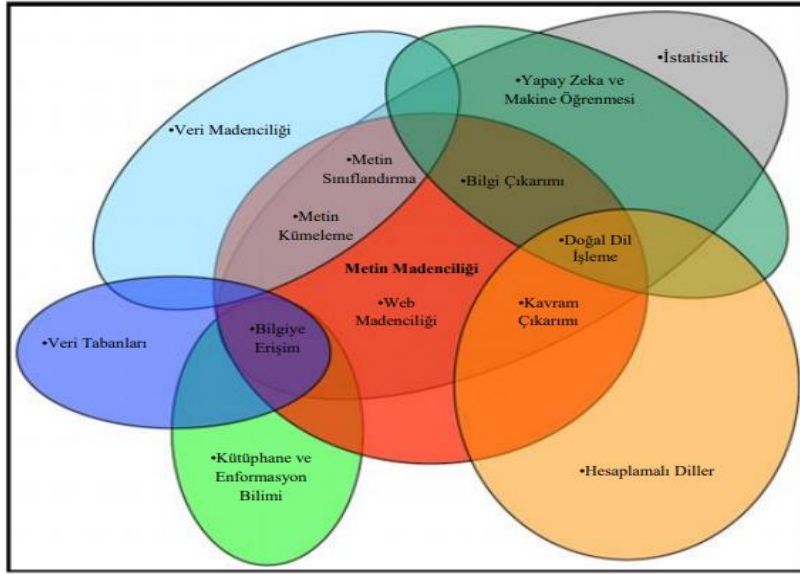 •İstatistik
•Yapay Zeka ve
Makine Öğrenmesi
•Veri Madenciliği
•Metin
Sınıflandırma
•Bilgi Çıkarımı
•Metin
Kümeleme
•Doğal Dil
İşleme
Metin Madenciliği
•Web
Madenciliği
•Kavram
Çıkarımı
•Veri Tabanları
•Bilgiye
Erişim
•Kütüphane ve
Enformasyon
Bilimi
•Hesaplamalı Diller